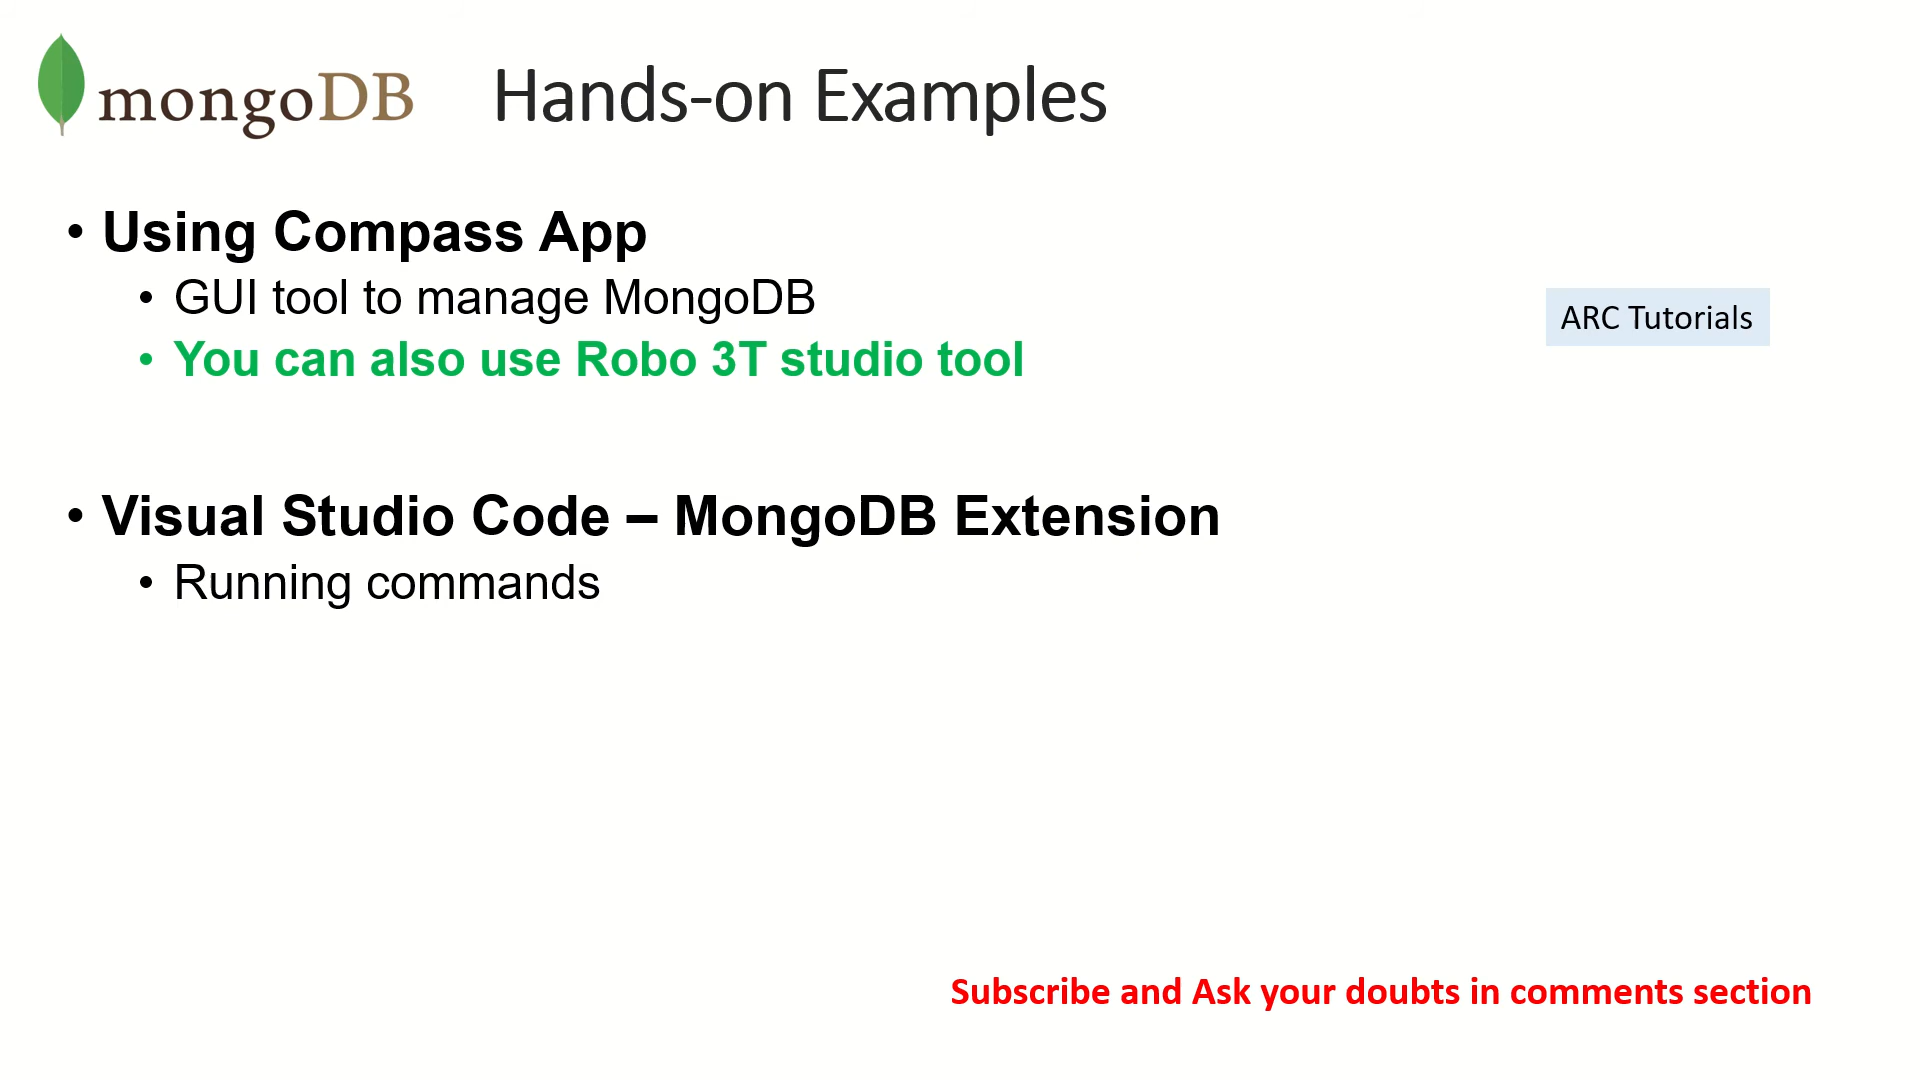 mongoDB
Hands-on Examples
• Using Compass App
• GUI tool to manage MongoDB
• You can also use Robo 3T studio tool
ARC Tutorials
• Visual Studio Code – MongoDB Extension
• Running commands
Subscribe and Ask your doubts in comments section